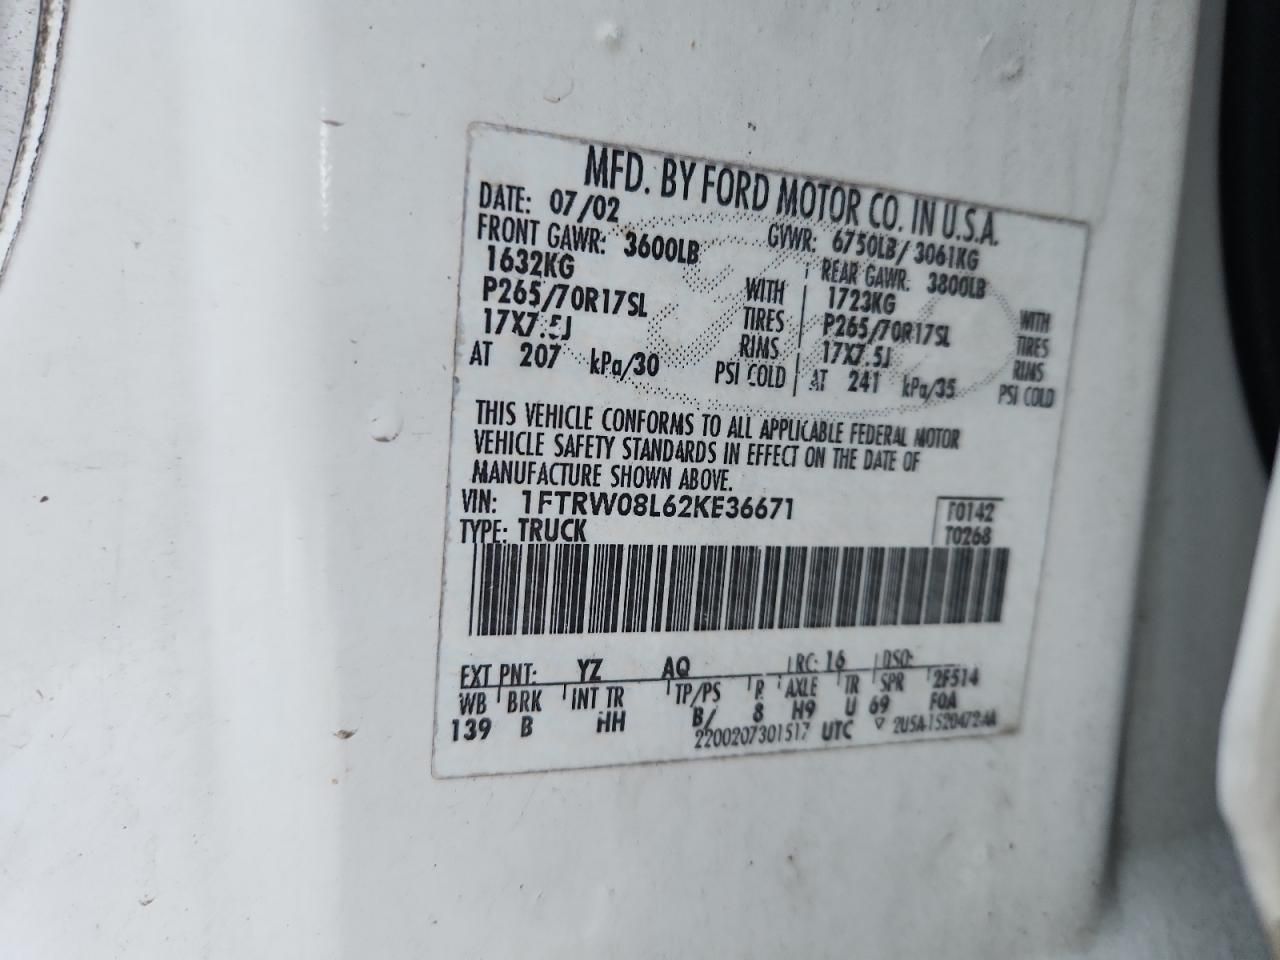 MFD. BY FORD MOTOR CO. IN U.S.A.
DATE: 07/02 GVWR: 6750LB/ 3061KG
FRONT GAWR: 3600LB REAR GAWR: 3800LB
1632KG WITH 1723KG WITH
P265/70R17SL TIRES P265/70R17SL TIRES
17X7.5J RIMS 17X7.5J RIMS
AT 207 kPa/30 PSI COLD AT 241 kPa/35 PSI COLD
THIS VEHICLE CONFORMS TO ALL APPLICABLE FEDERAL MOTOR
VEHICLE SAFETY STANDARDS IN EFFECT ON THE DATE OF
MANUFACTURE SHOWN ABOVE.
VIN: 1FTRW08L62KE36671 T0142
TYPE: TRUCK T0268
EXT PNT: YZ AQ RC: 16 DSO:
WB BRK INT TR TP/PS R AXLE TR SPR 2F514
139 B HH B/ 8 H9 U 69 F0A
2200207301517 UTC ▽ 2U5A-1520472-AA